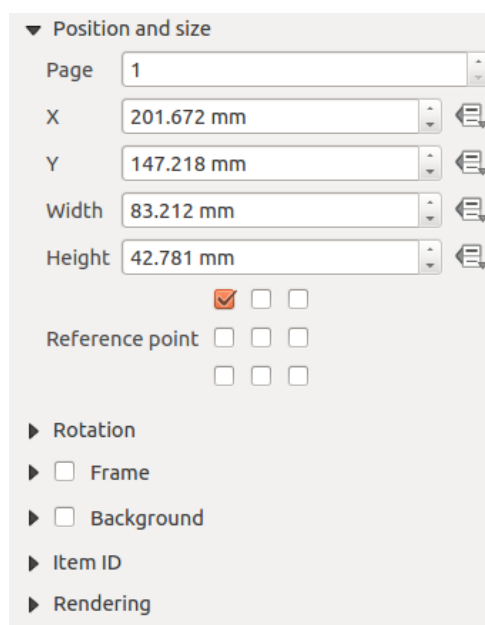 Position and size
Page 1
X 201.672 mm
Y 147.218 mm
Width 83.212 mm
Height 42.781 mm
Reference point
Rotation
Frame
Background
Item ID
Rendering